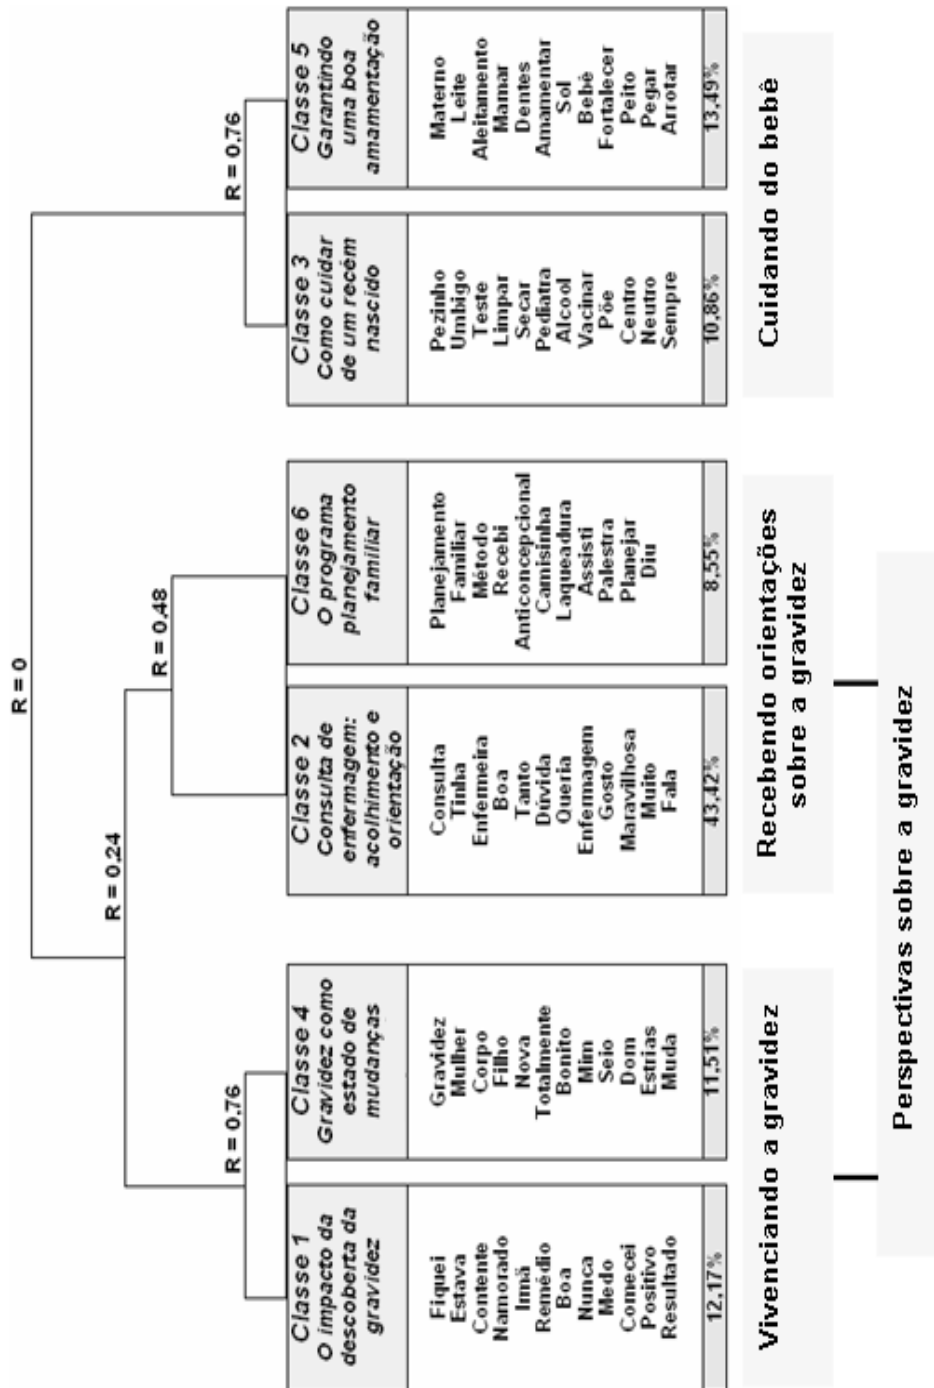 R = 0
R = 0.24
R = 0.48
R = 0.76
R = 0.76
Classe 1
O impacto da
descoberta da
gravidez
Fiquei
Estava
Contente
Namorado
Irmã
Remédio
Boa
Nunca
Medo
Comecei
Positivo
Resultado
12,17%
Classe 4
Gravidez como
estado de
mudanças
Gravidez
Mulher
Corpo
Filho
Nova
Totalmente
Bonito
Mim
Seio
Dom
Estrias
Muda
11,51%
Classe 2
Consulta de
enfermagem:
acolhimento e
orientação
Consulta
Tinha
Enfermeira
Boa
Tanto
Dúvida
Queria
Enfermagem
Gosto
Maravilhosa
Muito
Fala
43,42%
Classe 6
O programa
planejamento
familiar
Planejamento
Familiar
Método
Recebi
Anticoncepcional
Camisinha
Laqueadura
Assisti
Palestra
Planejar
Diu
8,55%
Classe 3
Como cuidar
de um recém
nascido
Pezinho
Umbigo
Teste
Limpar
Secar
Pediatra
Alcool
Vacinar
Põe
Centro
Neutro
Sempre
10,86%
Classe 5
Garantindo
uma boa
amamentação
Materno
Leite
Aleitamento
Mamar
Dentes
Amamentar
Sol
Bebê
Fortalecer
Peito
Pegar
Arrotar
13,49%
Vivenciando a gravidez
Recebendo orientações
sobre a gravidez
Cuidando do bebê
Perspectivas sobre a gravidez